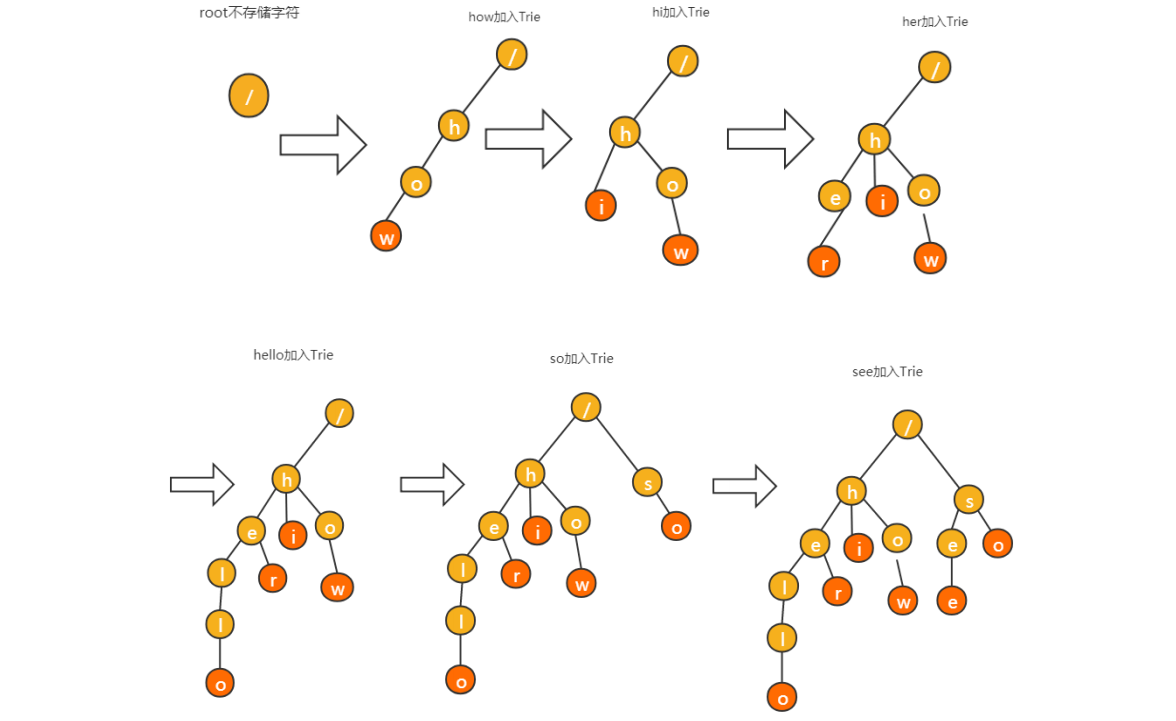 root不存储字符
how加入Trie
hi加入Trie
her加入Trie
/
/
h
o
w
/
h
i
o
w
/
h
e
i
o
r
w
hello加入Trie
so加入Trie
see加入Trie
/
h
e
i
o
l
r
w
l
o
/
h
s
e
i
o
o
l
r
w
l
o
/
h
s
e
i
o
e
o
l
r
w
e
l
o